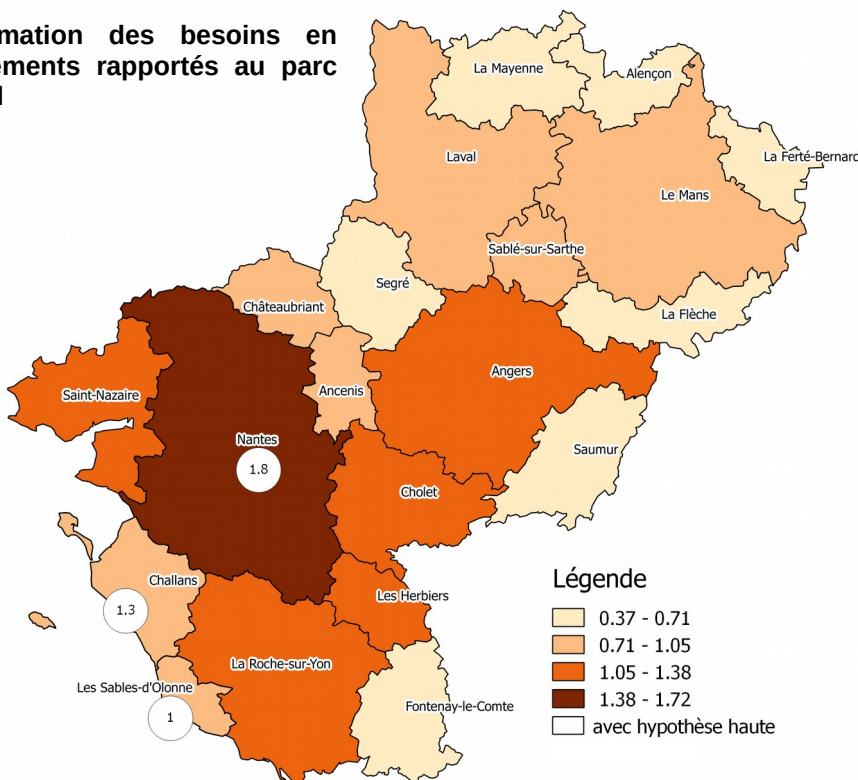 des besoins en
rapportés au parc
La Mayenne
Alençon
Laval
La Ferté-Bernard
Le Mans
Sablé-sur-Sarthe
Segré
Châteaubriant
La Flèche
Angers
Saint-Nazaire
Ancenis
Nantes
1.8
Saumur
Cholet
Challans
1.3
Les Herbiers
La Roche-sur-Yon
Les Sables-d'Olonne
1
Fontenay-le-Comte
Légende
0.37 - 0.71
0.71 - 1.05
1.05 - 1.38
1.38 - 1.72
avec hypothèse haute